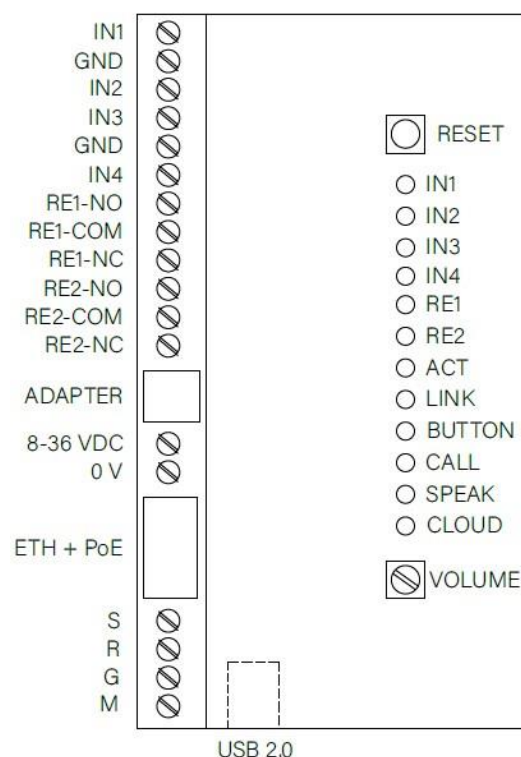 IN1
GND
IN2
IN3
GND
IN4
RE1-NO
RE1-COM
RE1-NC
RE2-NO
RE2-COM
RE2-NC
ADAPTER
8-36 VDC
0 V
ETH + PoE
S
R
G
M
USB 2.0
RESET
IN1
IN2
IN3
IN4
RE1
RE2
ACT
LINK
BUTTON
CALL
SPEAK
CLOUD
VOLUME